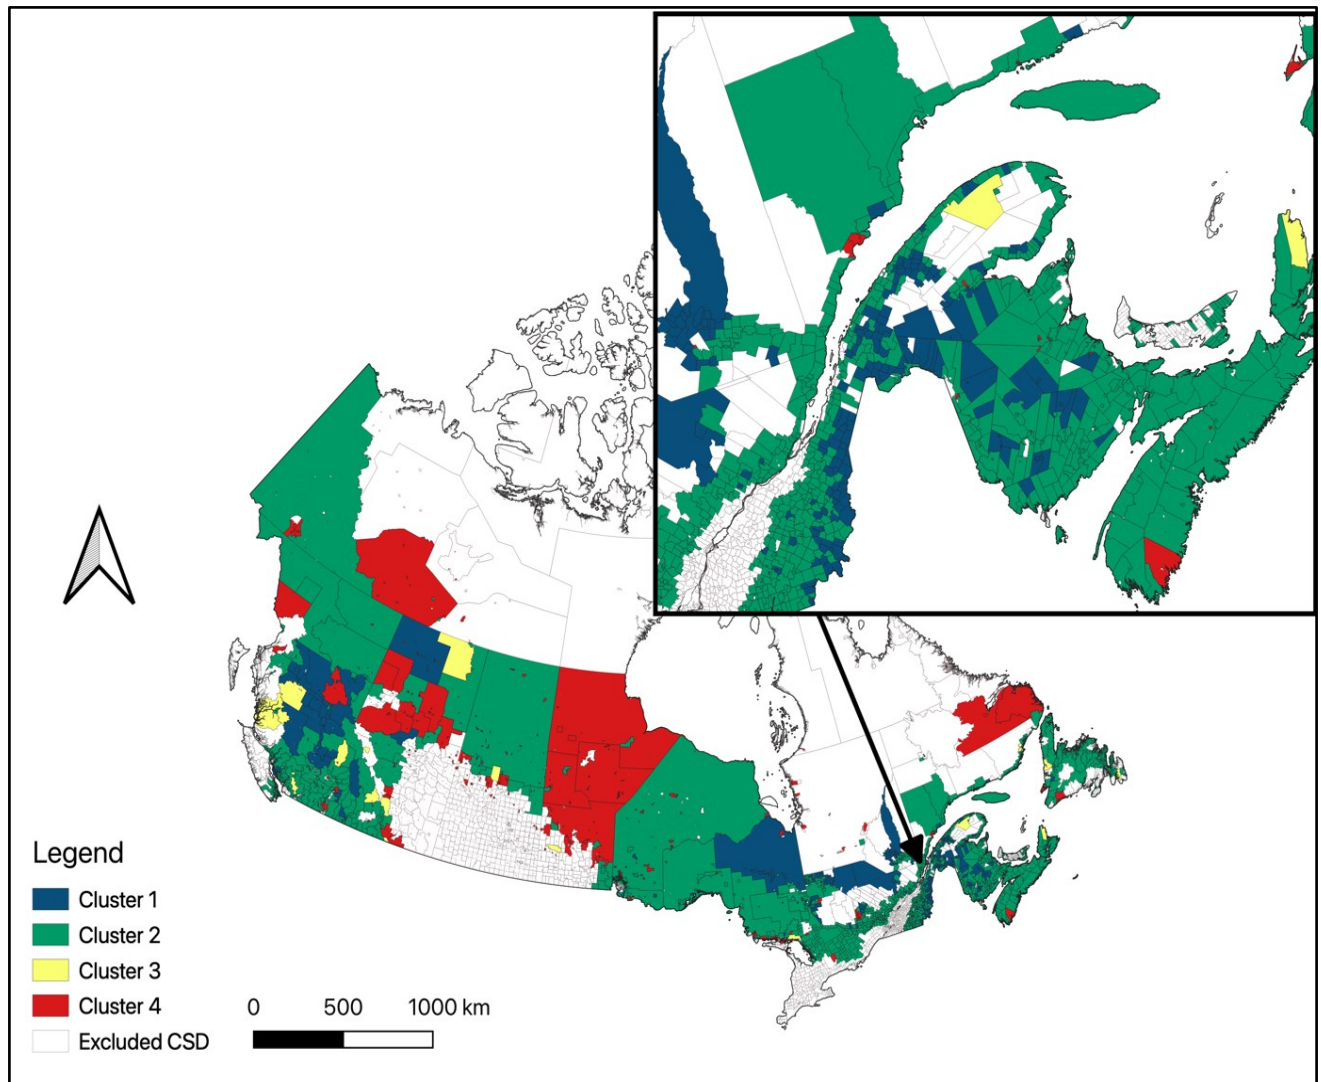 Legend
Cluster 1
Cluster 2
Cluster 3
Cluster 4
Excluded CSD
0 500 1000 km